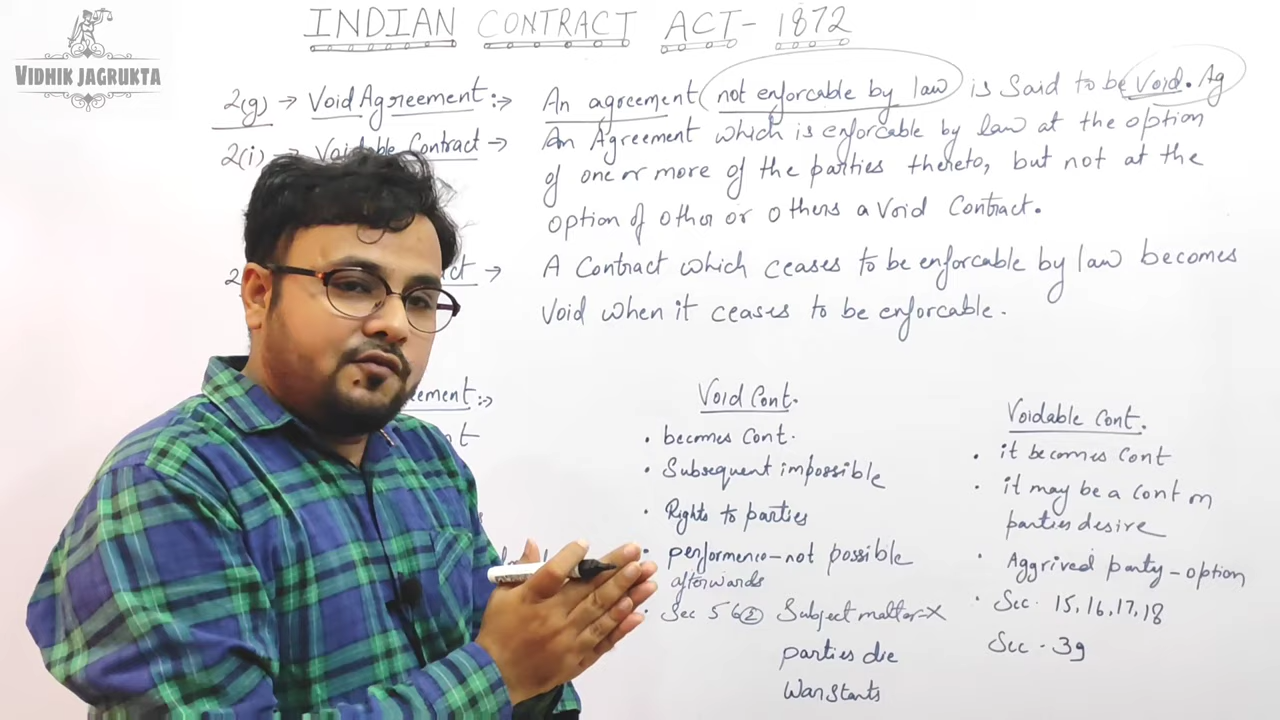 VIDHIK JAGRUKTA
INDIAN CONTRACT ACT- 1872
2(g) → Void Agreement :→ An agreement not enforcable by law is Said to be Void. Ag
2(i) → Voidable Contract → An Agreement which is enforcable by law at the option
of one or more of the parties thereto, but not at the
option of other or others a Void Contract.
→ A Contract which ceases to be enforcable by law becomes
Void when it ceases to be enforcable.
Void Cont.
• becomes Cont.
• Subsequent impossible
• Rights to parties
• performence - not possible
afterwards
• Sec 56(2) Subject matter - X
parties die
War Starts
Voidable Cont.
• it becomes Cont
• it may be a Cont on
parties desire
• Aggrived party - option
• Sec. 15, 16, 17, 18
Sec - 39